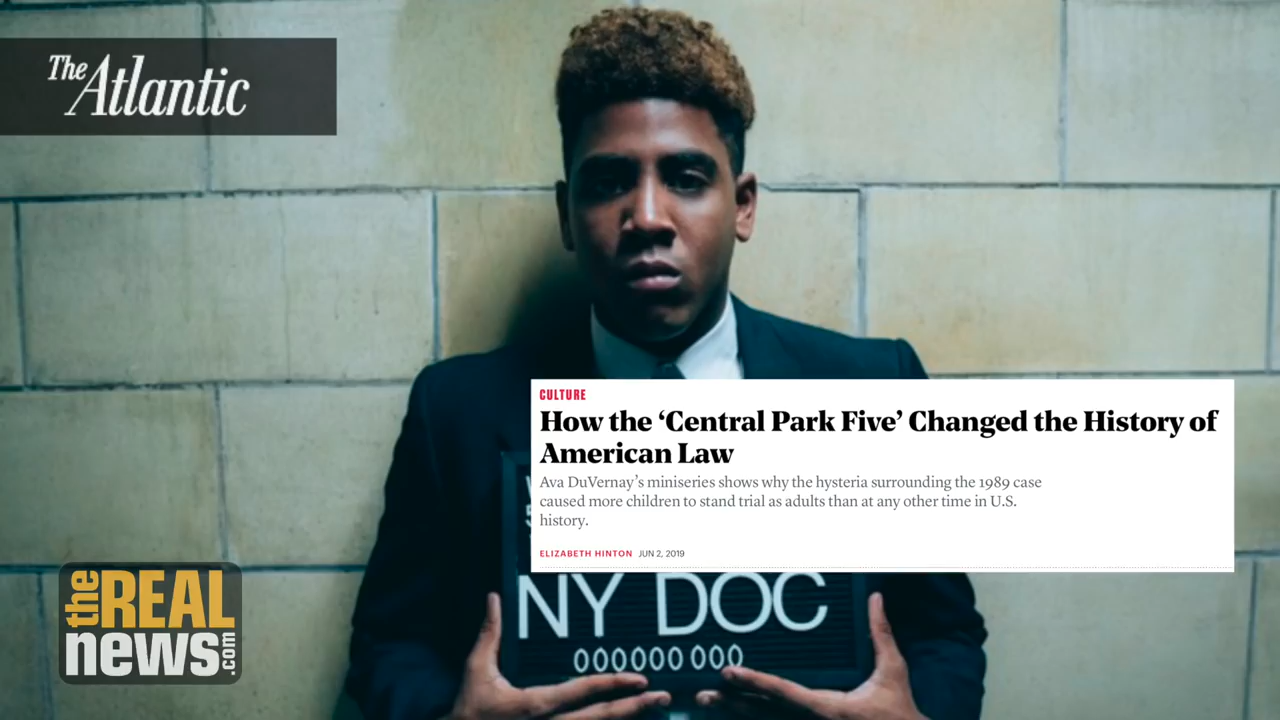 The Atlantic
CULTURE
How the ‘Central Park Five’ Changed the History of
American Law
Ava DuVernay’s miniseries shows why the hysteria surrounding the 1989 case
caused more children to stand trial as adults than at any other time in U.S.
history.
ELIZABETH HINTON JUN 2, 2019
NY DOC
000000 000
the REAL
news.com